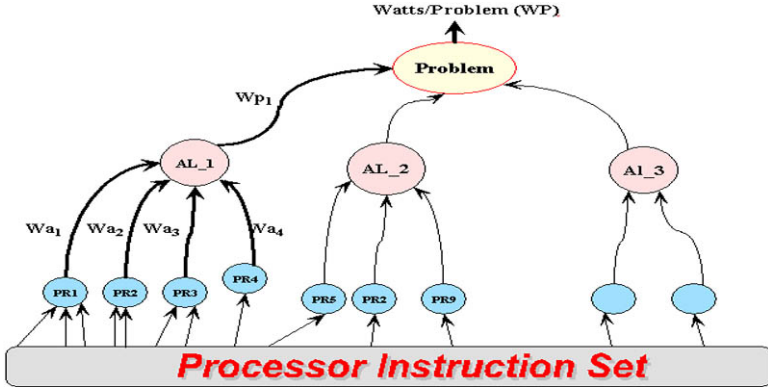 Watts/Problem (WP)
Problem
Wp1
AL_1
AL_2
Al_3
Wa1
Wa2
Wa3
Wa4
PR1
PR2
PR3
PR4
PR5
PR2
PR9
Processor Instruction Set